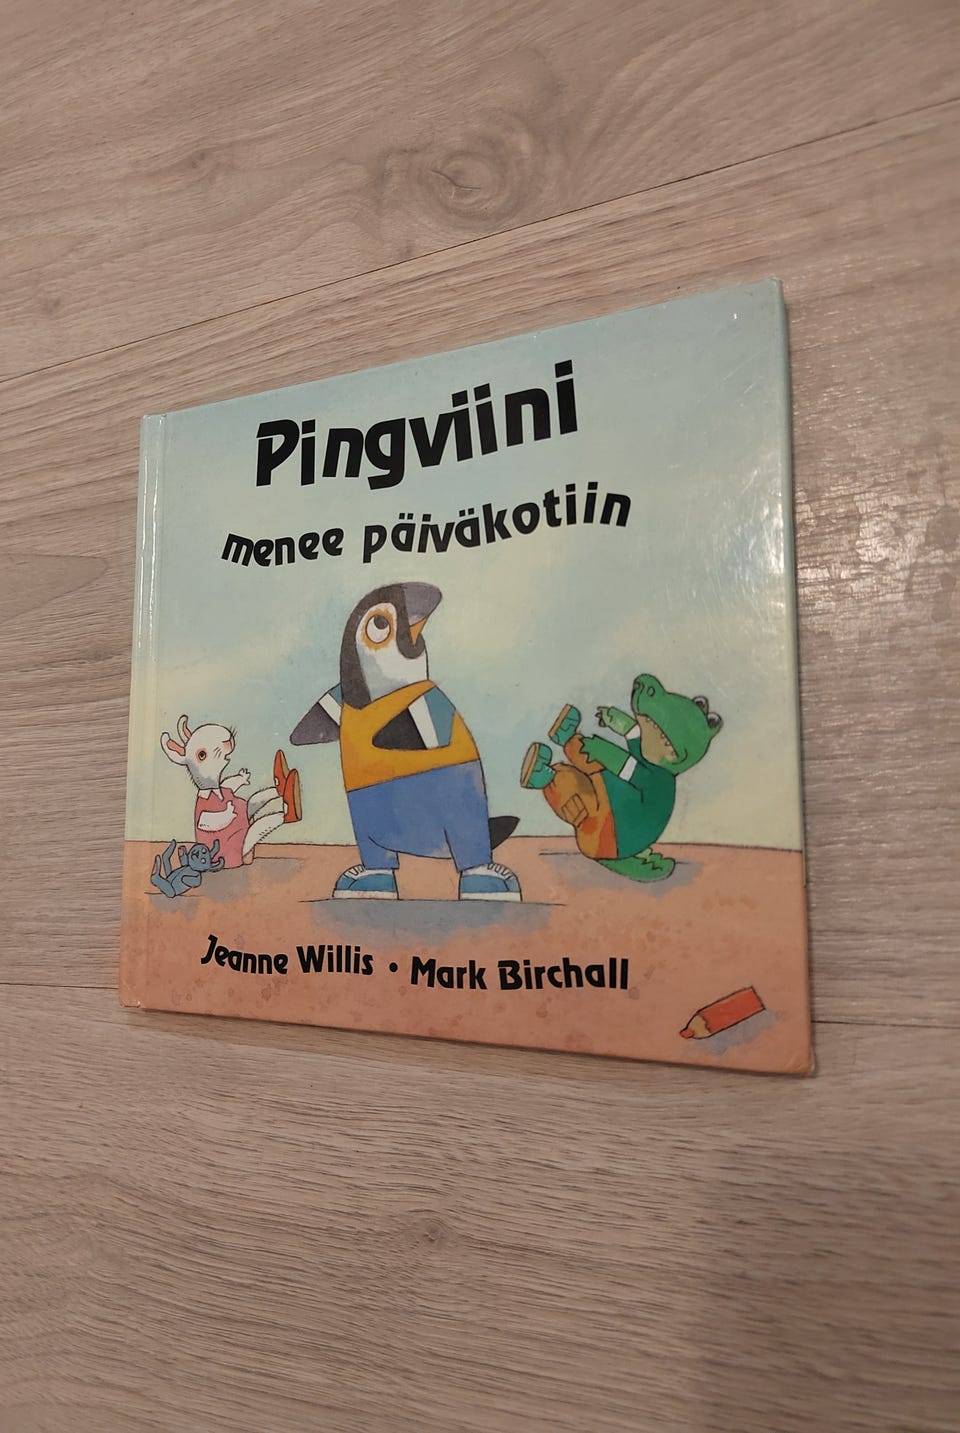 Pingviini
menee päiväkotiin
Jeanne Willis • Mark Birchall